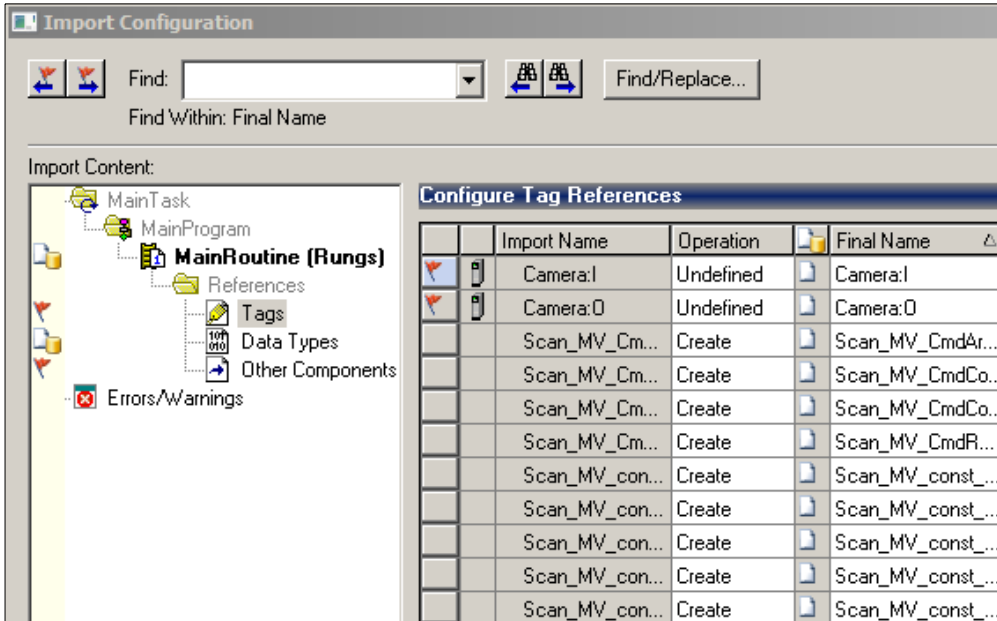 Import Configuration
Find:
Find/Replace...
Find Within: Final Name
Import Content:
MainTask
MainProgram
MainRoutine (Rungs)
References
Tags
Data Types
Other Components
Errors/Warnings
Configure Tag References
Import Name Operation Final Name
Camera:I Undefined Camera:I
Camera:O Undefined Camera:O
Scan_MV_Cm... Create Scan_MV_CmdAr...
Scan_MV_Cm... Create Scan_MV_CmdCo...
Scan_MV_Cm... Create Scan_MV_CmdCo..
Scan_MV_Cm... Create Scan_MV_CmdR...
Scan_MV_con... Create Scan_MV_const_...
Scan_MV_con... Create Scan_MV_const_...
Scan_MV_con... Create Scan_MV_const_...
Scan_MV_con... Create Scan_MV_const_...
Scan_MV_con... Create Scan_MV_const_...